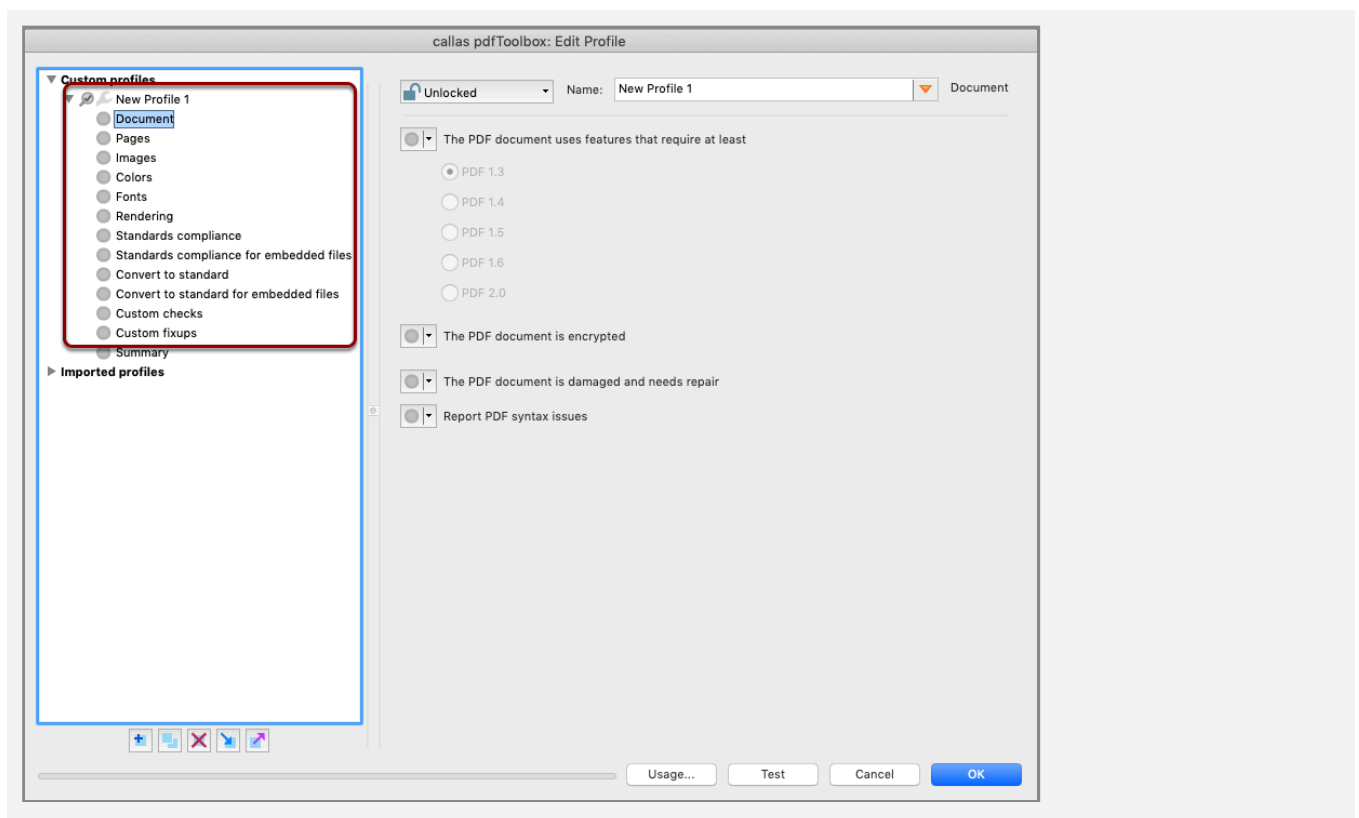 callas pdfToolbox: Edit Profile
Custom profiles
New Profile 1
Document
Pages
Images
Colors
Fonts
Rendering
Standards compliance
Standards compliance for embedded files
Convert to standard
Convert to standard for embedded files
Custom checks
Custom fixups
Summary
Imported profiles
Unlocked
Name:
New Profile 1
Document
The PDF document uses features that require at least
PDF 1.3
PDF 1.4
PDF 1.5
PDF 1.6
PDF 2.0
The PDF document is encrypted
The PDF document is damaged and needs repair
Report PDF syntax issues
Usage...
Test
Cancel
OK